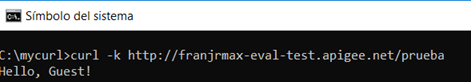 Símbolo del sistema
C:\mycurl>curl -k http://franjrmax-eval-test.apigee.net/prueba
Hello, Guest!